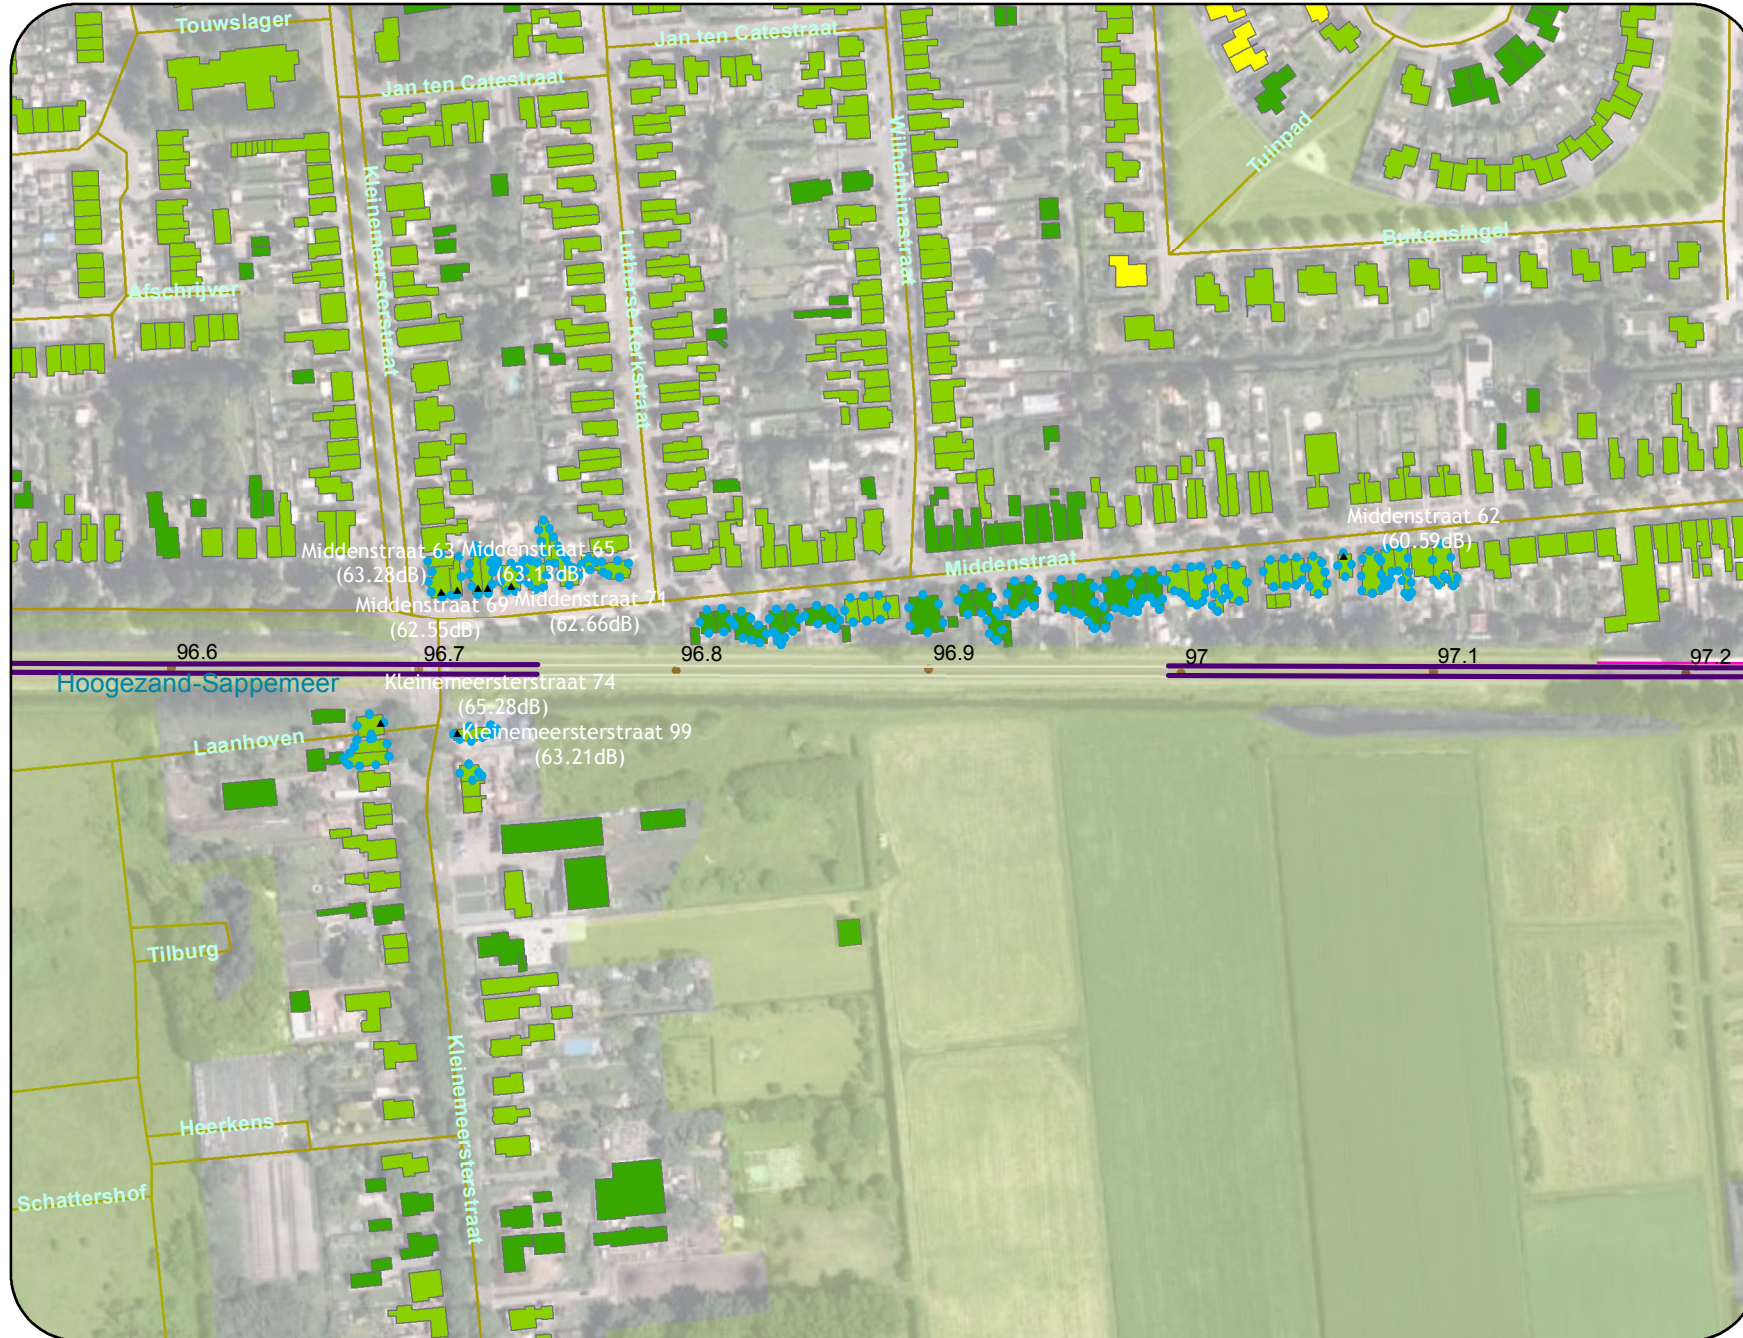 Touwslager
Jan ten Catestraat
Jan ten Catestraat
Kleinemeersterstraat
Wilhelminastraat
Tuinpad
Lutherse Kerkstraat
Buitensingel
Afschrijver
Middenstraat 62
(60.59dB)
Middenstraat 63
(63.28dB)
Middenstraat 65
(63.13dB)
Middenstraat
Middenstraat 69
(62.55dB)
Middenstraat 71
(62.66dB)
96.6
96.7
96.8
96.9
97
97.1
97.2
Hoogezand-Sappemeer
Kleinemeersterstraat 74
(65.28dB)
Kleinemeersterstraat 99
(63.21dB)
Laanhoven
Tilburg
Kleinemeersterstraat
Heerkens
Schattershof